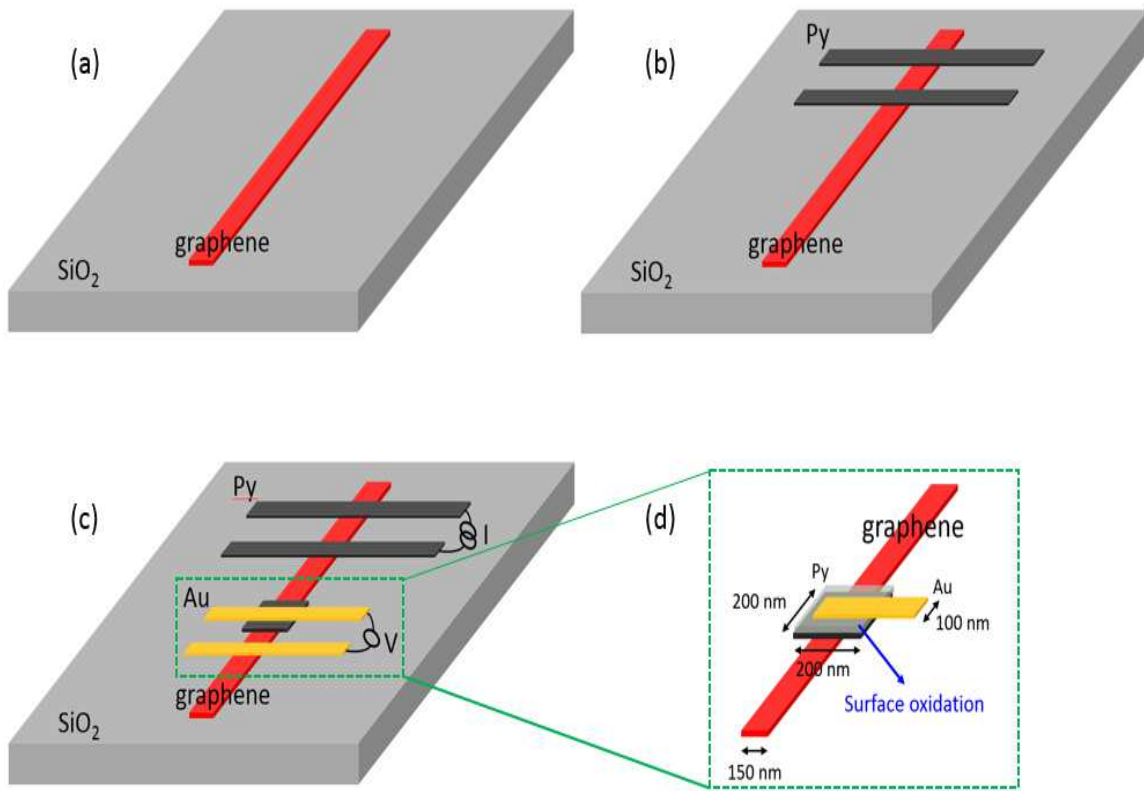 (a)
graphene
SiO₂
(b)
Py
graphene
SiO₂
(c)
Py
I
Au
V
graphene
SiO₂
(d)
graphene
Py
Au
200 nm
100 nm
200 nm
Surface oxidation
150 nm